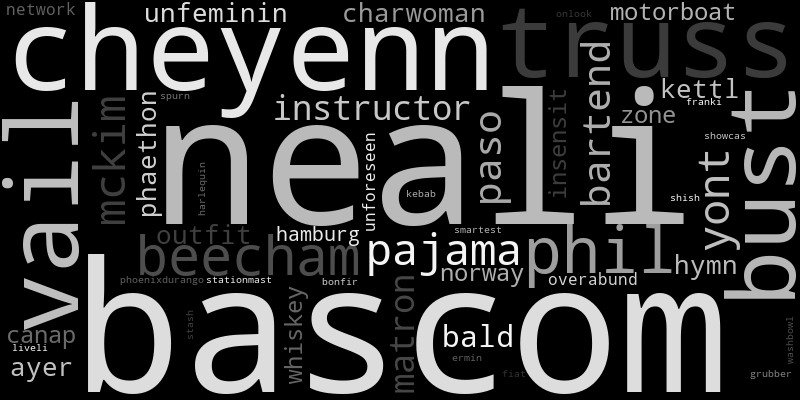 network
unfeminin
charwoman
onlook
motorboat
cheyenn
truss
spurn
instructor
insensit
bartend
kettl
franki
zone
vail
mckim
phaethon
neali
harlequin
unforeseen
kebab
paso
showcas
yont
bust
shish
outfit
hamburg
smartest
beecham
pajama
phil
hymn
phoenixdurango
stationmast
bonfir
norway
overabund
bascom
stash
whiskey
matron
canap
liveli
ayer
bald
ermin
fiat
washbowl
grubber